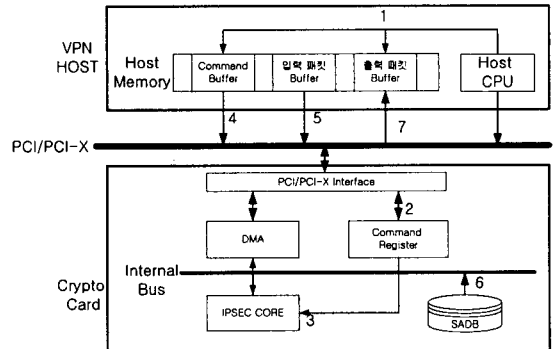 1
VPN
HOST
Host
Memory
Command
Buffer
입력 패킷
Buffer
출력 패킷
Buffer
Host
CPU
4
5
7
PCI/PCI-X
PCI/PCI-X Interface
2
DMA
Command
Register
Crypto
Card
Internal
Bus
6
IPSEC CORE
3
SADB